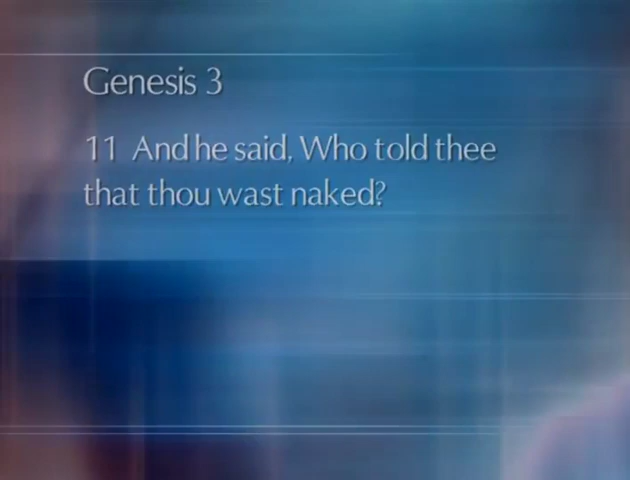 Genesis 3
11 And he said, Who told thee
that thou wast naked?